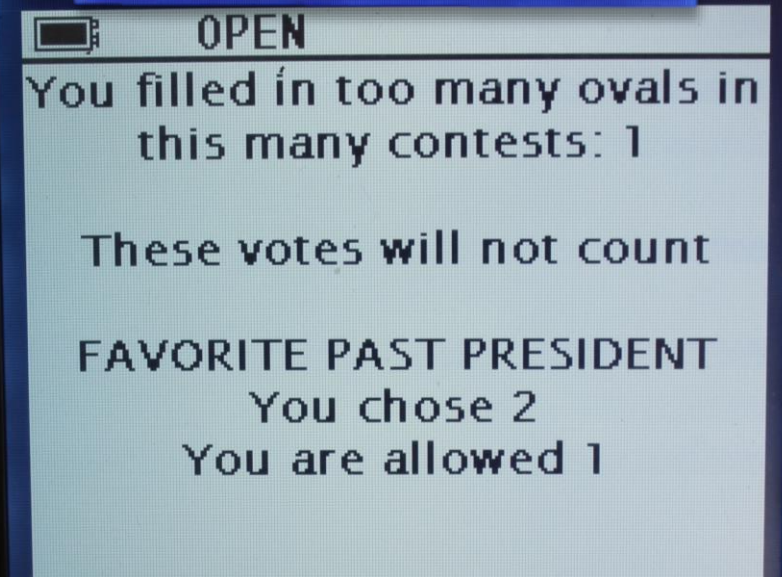 OPEN
You filled in too many ovals in
this many contests: 1
These votes will not count
FAVORITE PAST PRESIDENT
You chose 2
You are allowed 1